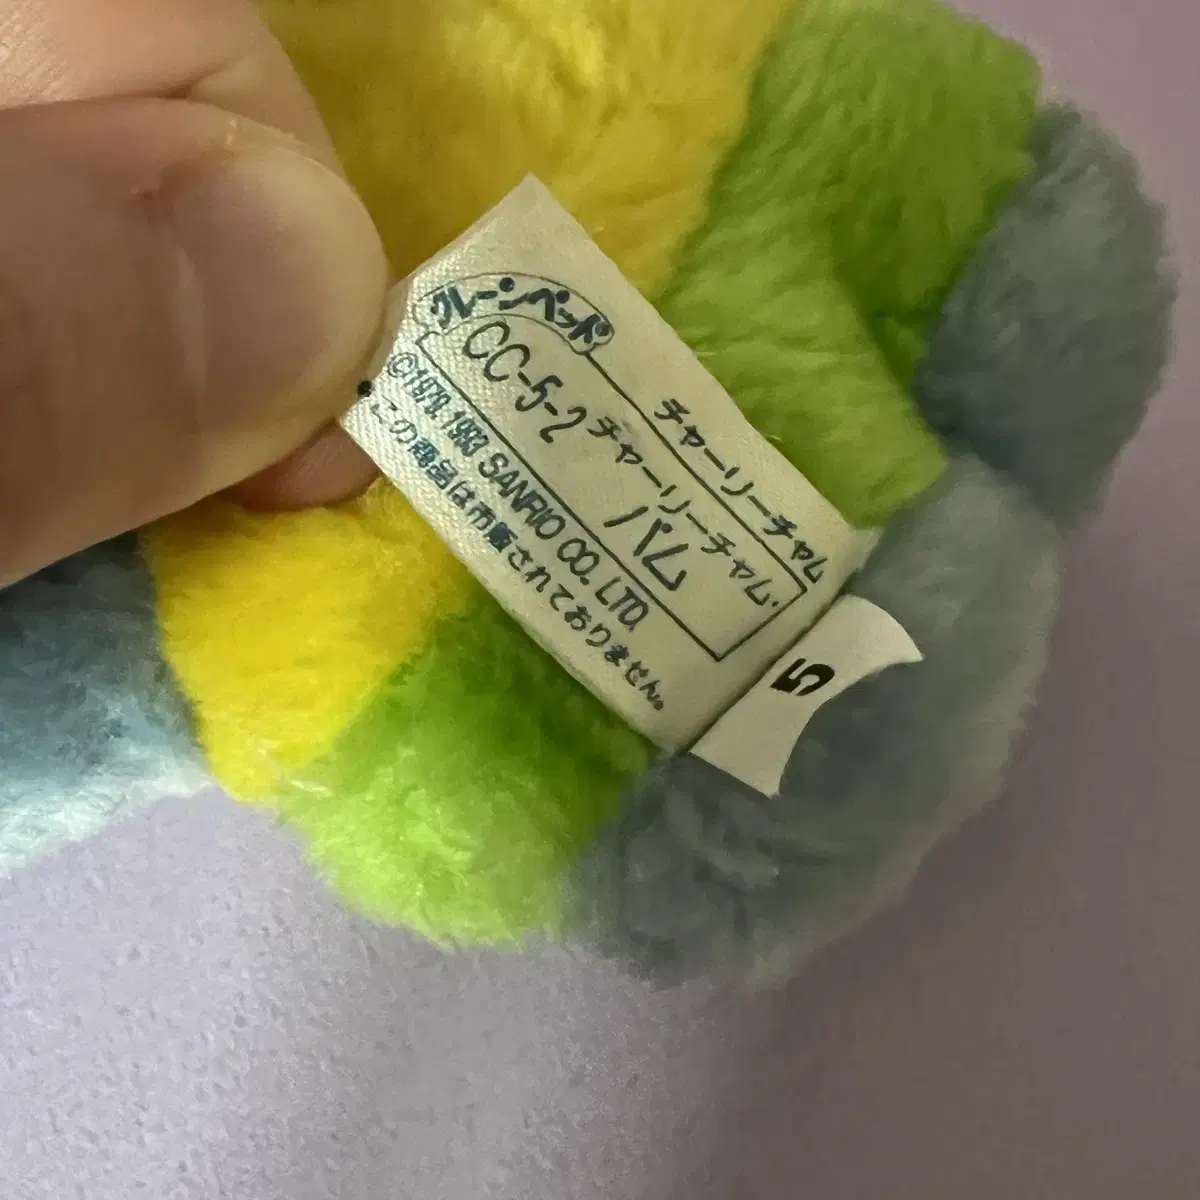 クレーンペット
チャーリーチャム
CC-5-2 チャーリーチャム・
パム
©1979, 1993 SANRIO CO., LTD.
この商品は市販されておりません。
5